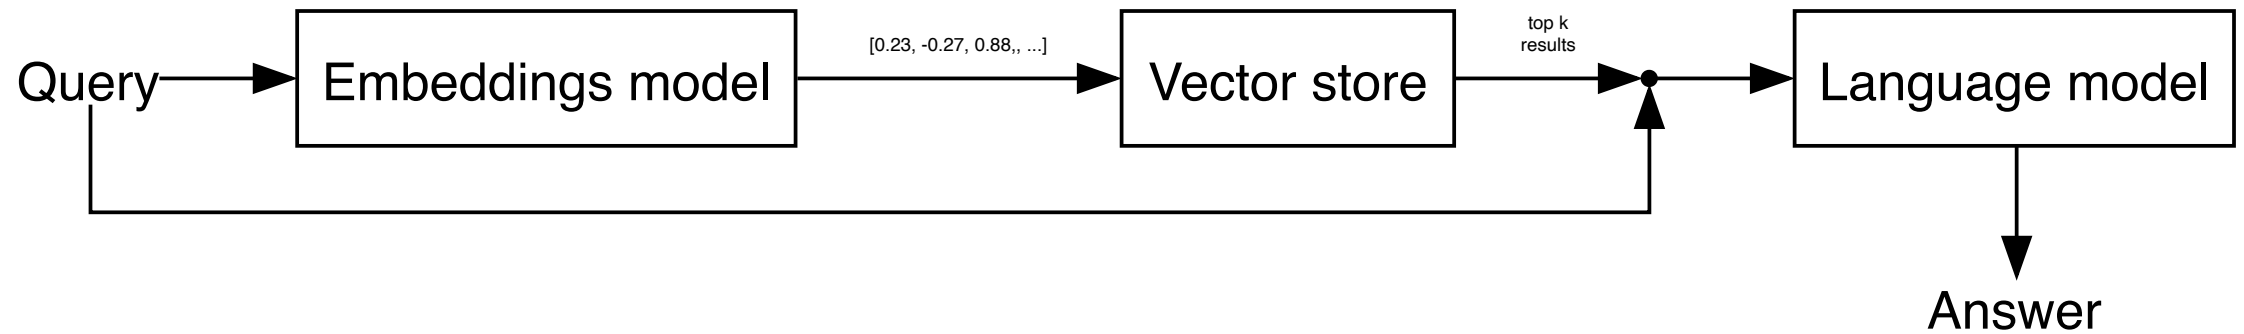 Query
Embeddings model
[0.23, -0.27, 0.88,, ...]
Vector store
top k
results
Language model
Answer